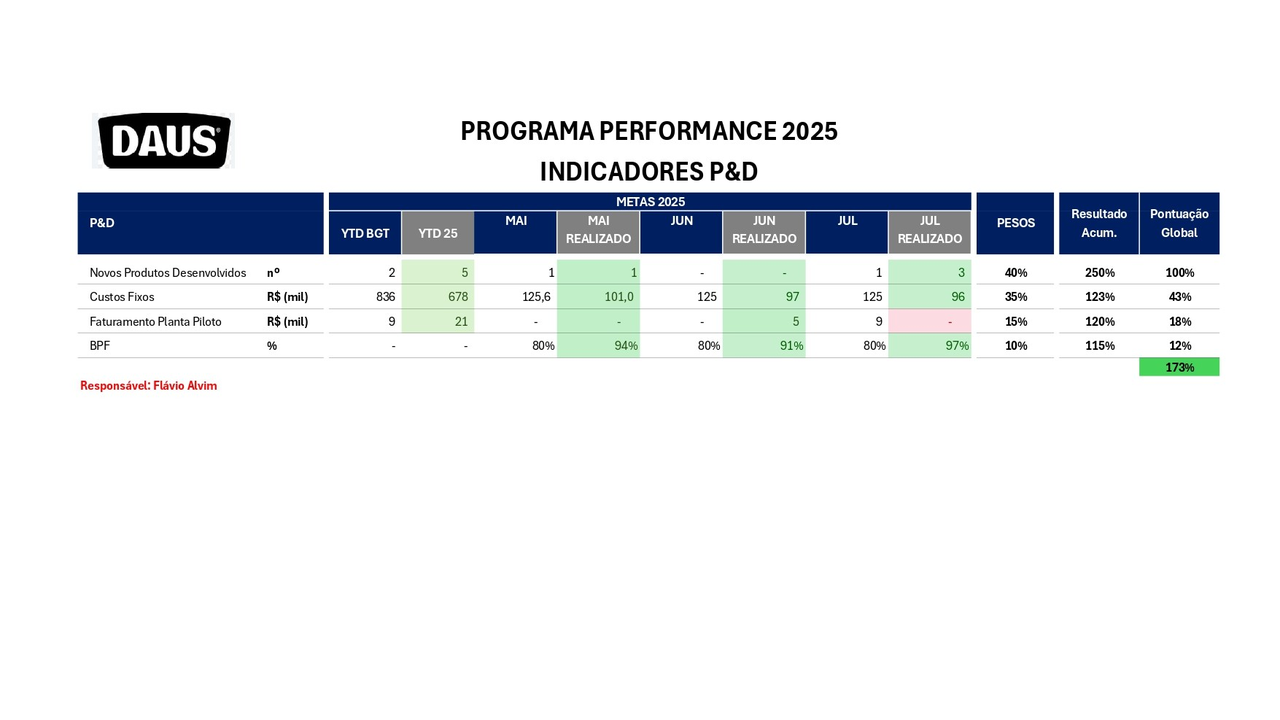 DAUS®
PROGRAMA PERFORMANCE 2025
INDICADORES P&D
P&D
METAS 2025
YTD BGT YTD 25 MAI MAI REALIZADO JUN JUN REALIZADO JUL JUL REALIZADO PESOS Resultado Acum. Pontuação Global
Novos Produtos Desenvolvidos nº 2 5 1 1 - - 1 3 40% 250% 100%
Custos Fixos R$ (mil) 836 678 125,6 101,0 125 97 125 96 35% 123% 43%
Faturamento Planta Piloto R$ (mil) 9 21 - - - 5 9 - 15% 120% 18%
BPF % - - 80% 94% 80% 91% 80% 97% 10% 115% 12%
173%
Responsável: Flávio Alvim